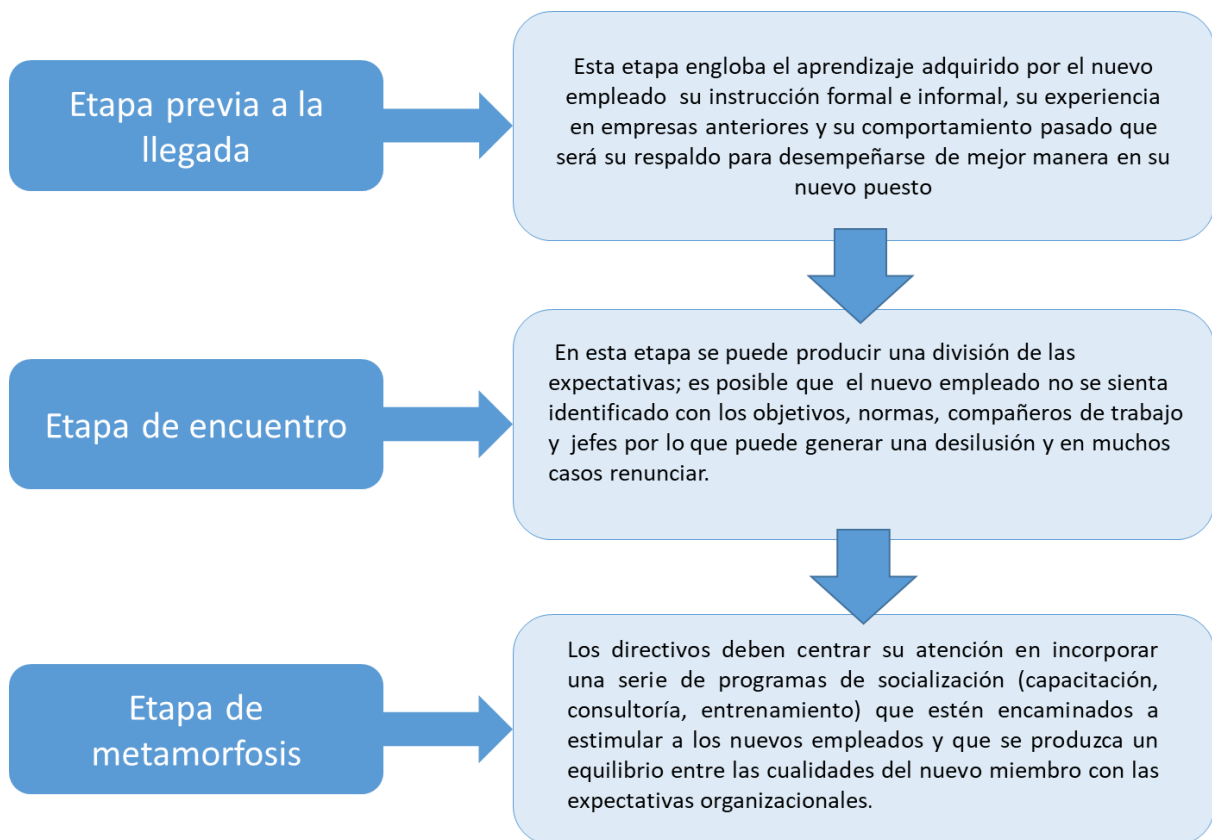 Etapa previa a la
llegada
Esta etapa engloba el aprendizaje adquirido por el nuevo
empleado su instrucción formal e informal, su experiencia
en empresas anteriores y su comportamiento pasado que
será su respaldo para desempeñarse de mejor manera en su
nuevo puesto
Etapa de encuentro
En esta etapa se puede producir una división de las
expectativas; es posible que el nuevo empleado no se sienta
identificado con los objetivos, normas, compañeros de trabajo
y jefes por lo que puede generar una desilusión y en muchos
casos renunciar.
Etapa de
metamorfosis
Los directivos deben centrar su atención en incorporar
una serie de programas de socialización (capacitación,
consultoría, entrenamiento) que estén encaminados a
estimular a los nuevos empleados y que se produzca un
equilibrio entre las cualidades del nuevo miembro con las
expectativas organizacionales.